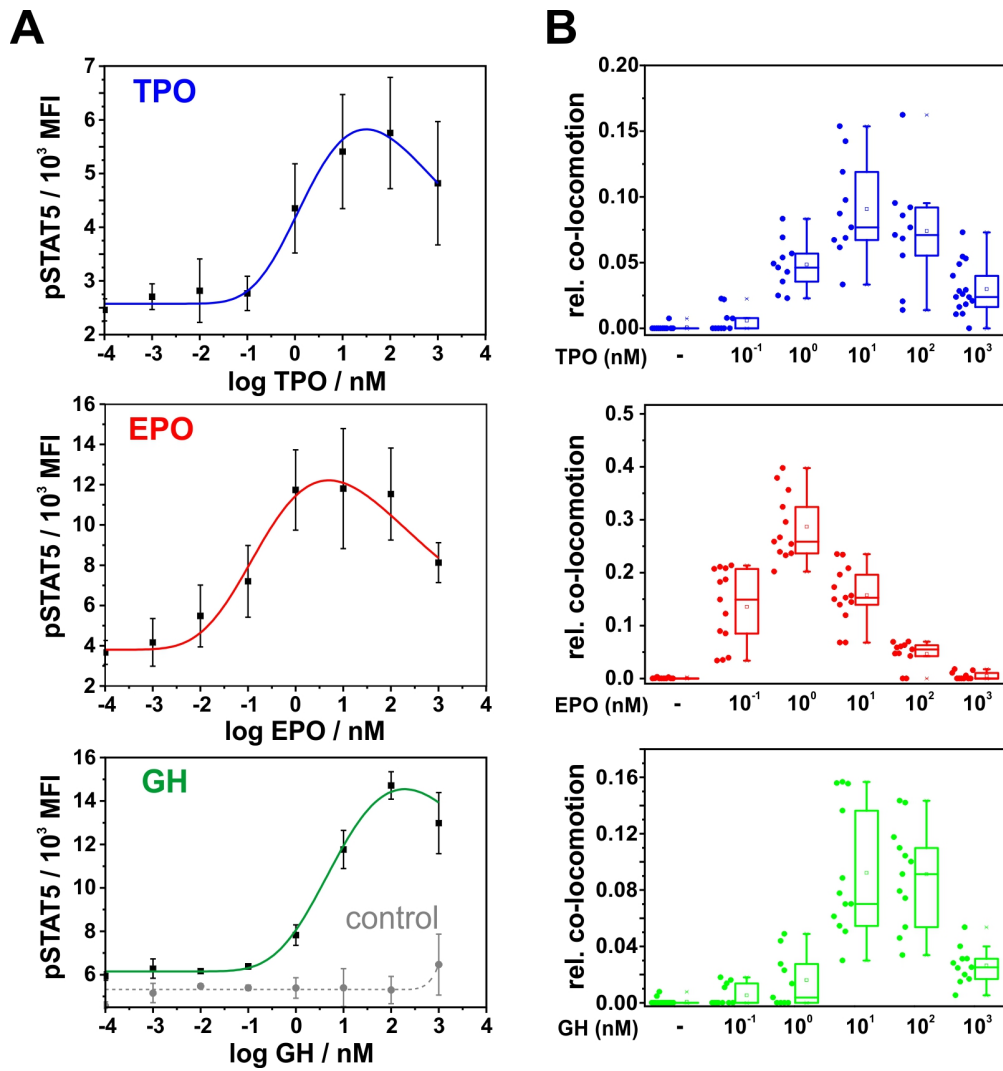 A
B
7
6
5
4
3
2
TPO
pSTAT5 / 10³ MFI
-4 -3 -2 -1 0 1 2 3 4
log TPO / nM
0.20
0.15
0.10
0.05
0.00
rel. co-locomotion
TPO (nM) - 10⁻¹ 10⁰ 10¹ 10² 10³
16
14
12
10
8
6
4
2
EPO
pSTAT5 / 10³ MFI
-4 -3 -2 -1 0 1 2 3 4
log EPO / nM
0.5
0.4
0.3
0.2
0.1
0.0
rel. co-locomotion
EPO (nM) - 10⁻¹ 10⁰ 10¹ 10² 10³
16
14
12
10
8
6
GH
control
pSTAT5 / 10³ MFI
-4 -3 -2 -1 0 1 2 3 4
log GH / nM
0.16
0.12
0.08
0.04
0.00
rel. co-locomotion
GH (nM) - 10⁻¹ 10⁰ 10¹ 10² 10³